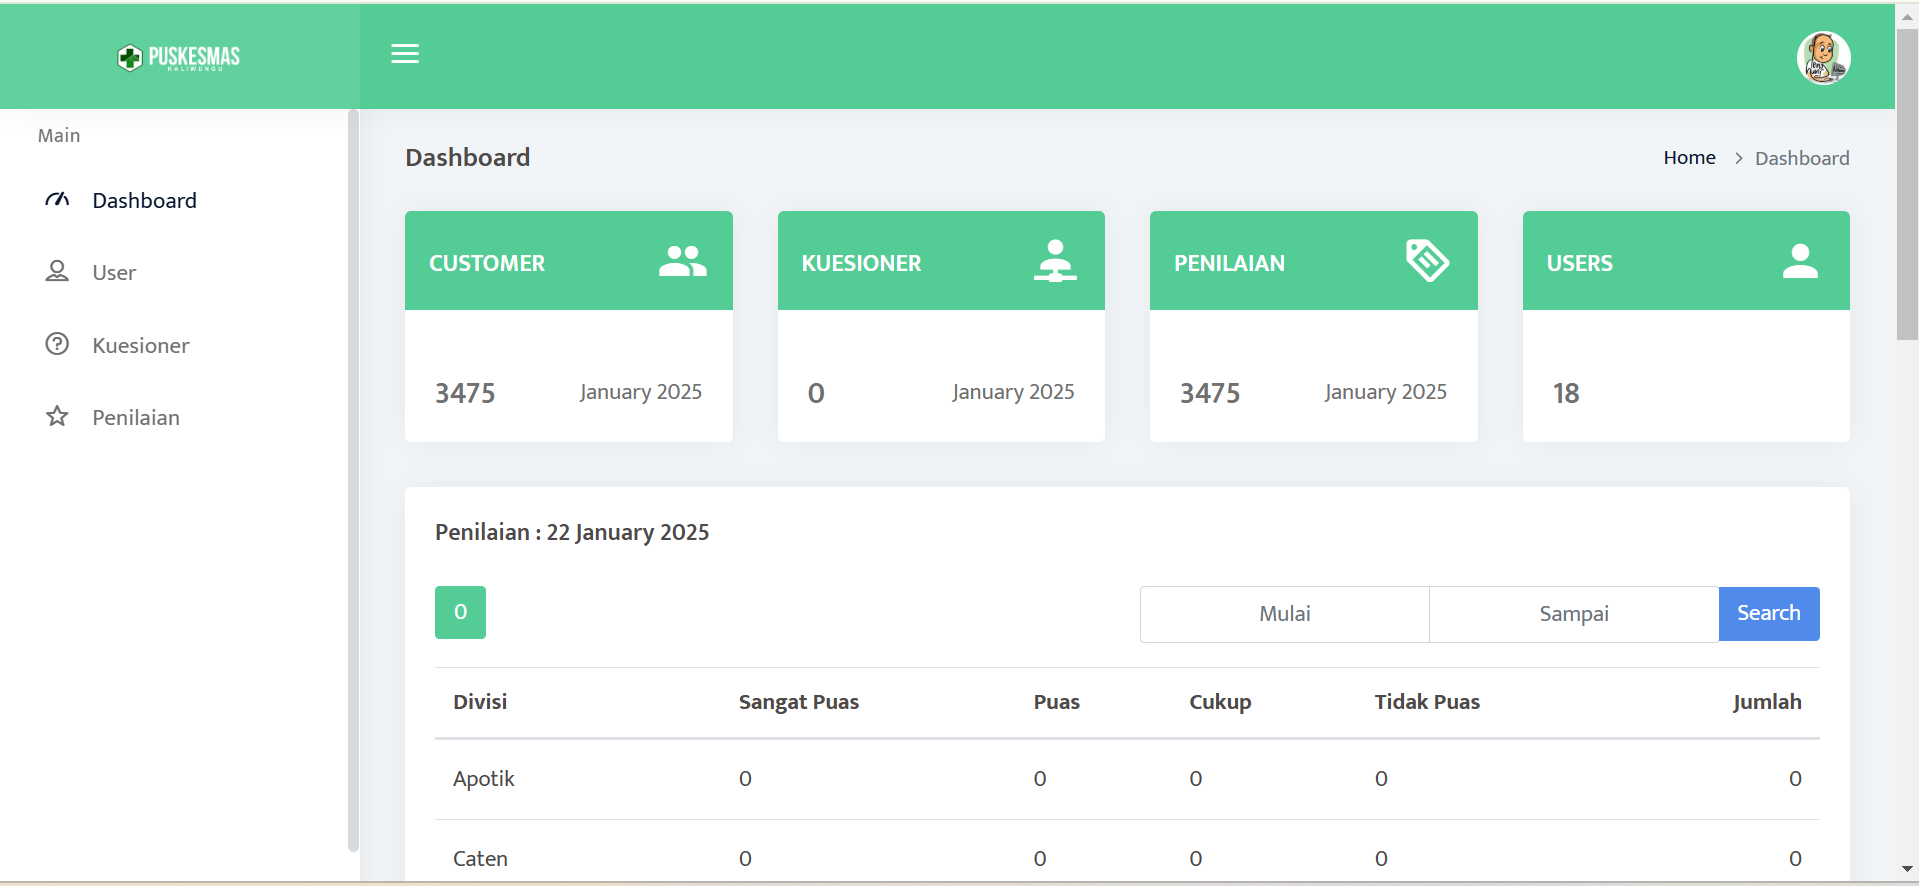 PUSKESMAS
KALIWUNGU
Main
Dashboard
User
Kuesioner
Penilaian
Dashboard
Home > Dashboard
CUSTOMER
3475 January 2025
KUESIONER
0 January 2025
PENILAIAN
3475 January 2025
USERS
18
Penilaian : 22 January 2025
0
Mulai Sampai Search
Divisi Sangat Puas Puas Cukup Tidak Puas Jumlah
Apotik 0 0 0 0 0
Caten 0 0 0 0 0